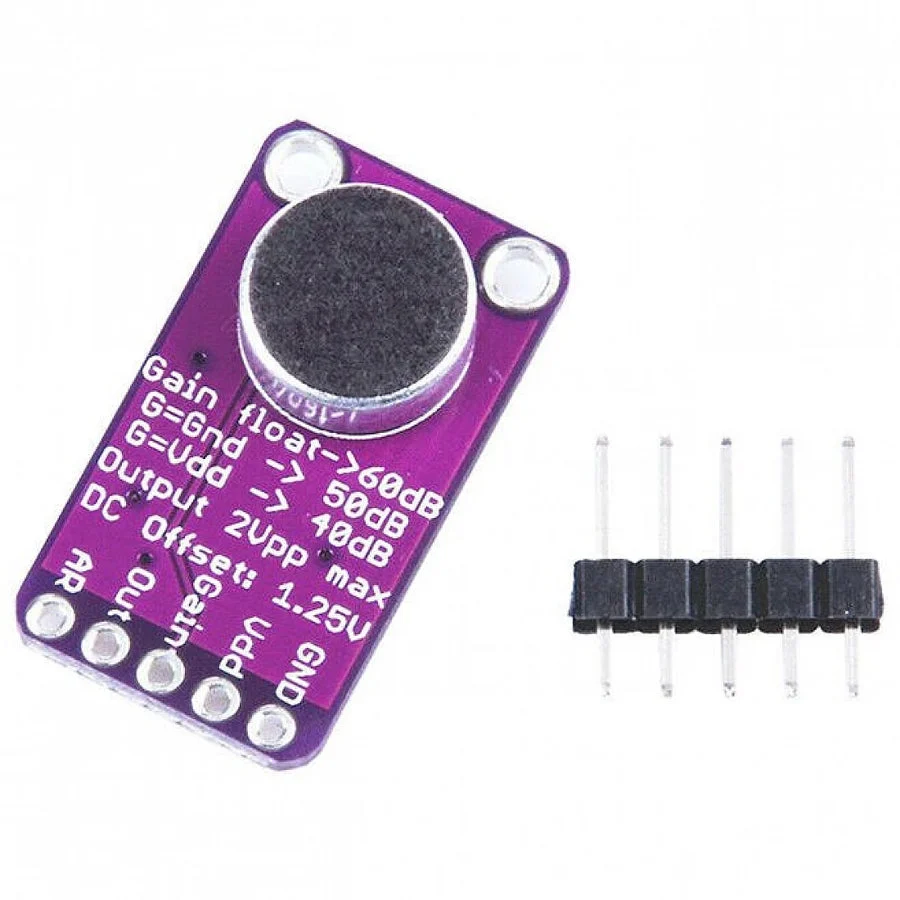 Gain float->60dB
G=Gnd -> 50dB
G=Vdd -> 40dB
Output 2Vpp max
DC Offset: 1.25V
AR
Out
Gain
Vdd
GND